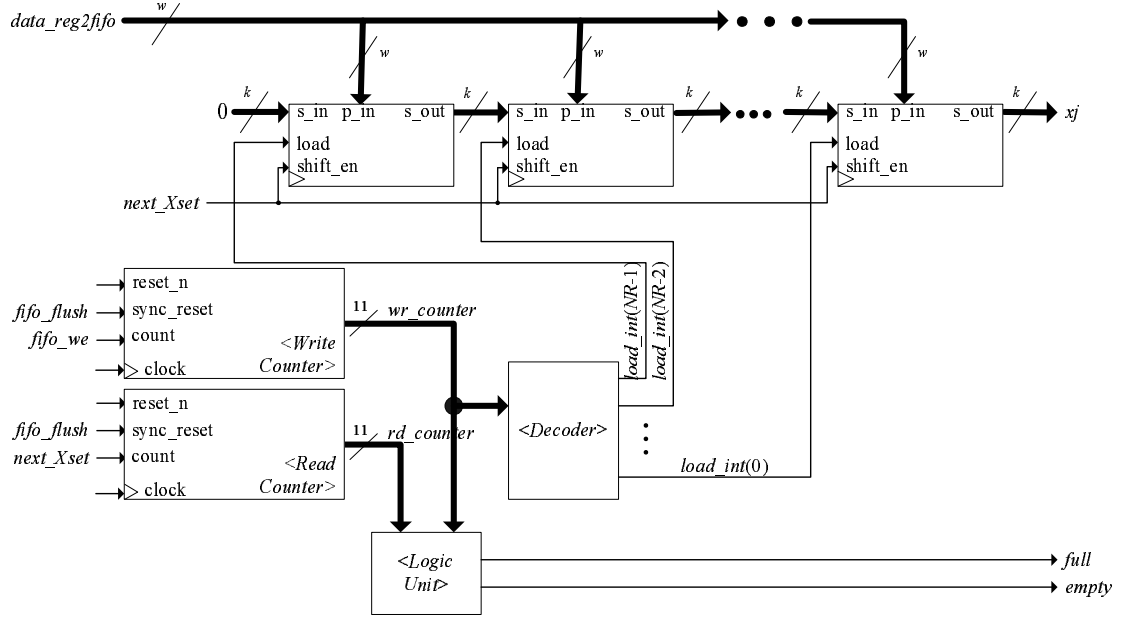 data_reg2fifo
w
w
w
w
0
k
s_in p_in s_out
load
shift_en
k
s_in p_in s_out
load
shift_en
k
k
s_in p_in s_out
load
shift_en
k
xj
next_Xset
fifo_flush
fifo_we
reset_n
sync_reset
count
clock
<Write
Counter>
11
wr_counter
load_int(NR-1)
load_int(NR-2)
fifo_flush
next_Xset
reset_n
sync_reset
count
clock
<Read
Counter>
11
rd_counter
<Decoder>
load_int(0)
<Logic
Unit>
full
empty